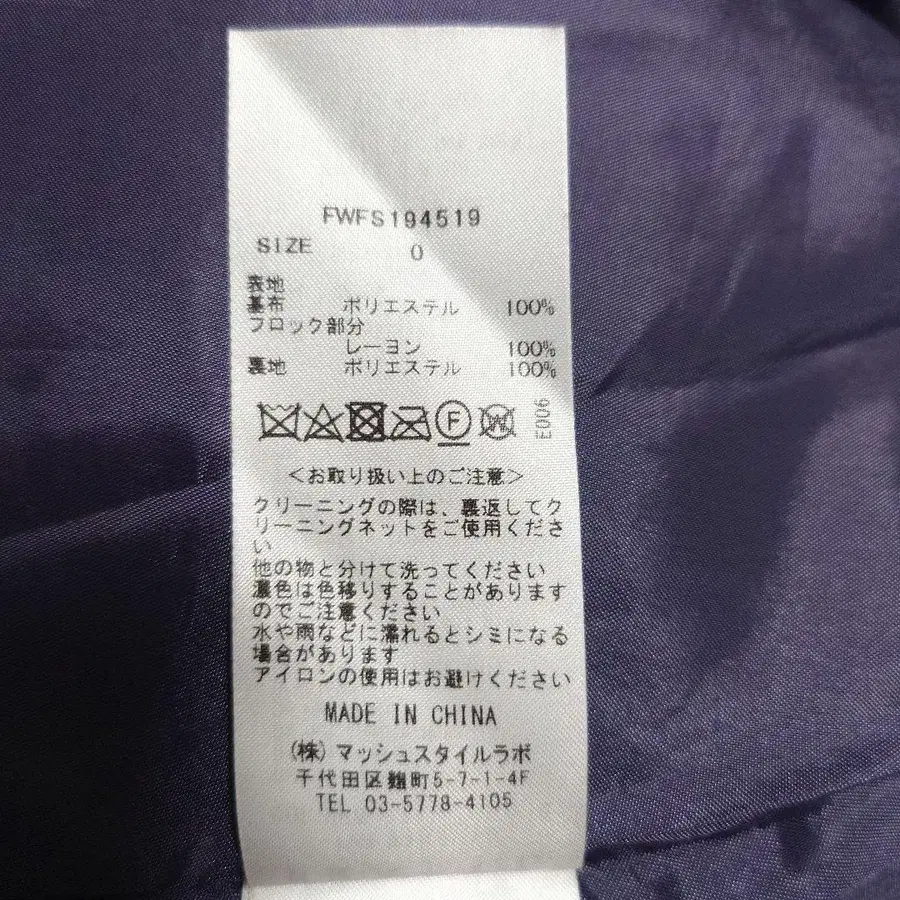 FWFS194519
SIZE 0
表地
基布 ポリエステル 100%
フロック部分
レーヨン 100%
裏地 ポリエステル 100%
F W E006
<お取り扱い上のご注意>
クリーニングの際は、裏返してク
リーニングネットをご使用くださ
い
他の物と分けて洗ってください
濃色は色移りすることがあります
のでご注意ください
水や雨などに濡れるとシミになる
場合があります
アイロンの使用はお避けください
MADE IN CHINA
(株)マッシュスタイルラボ
千代田区麹町5-7-1-4F
TEL 03-5778-4105